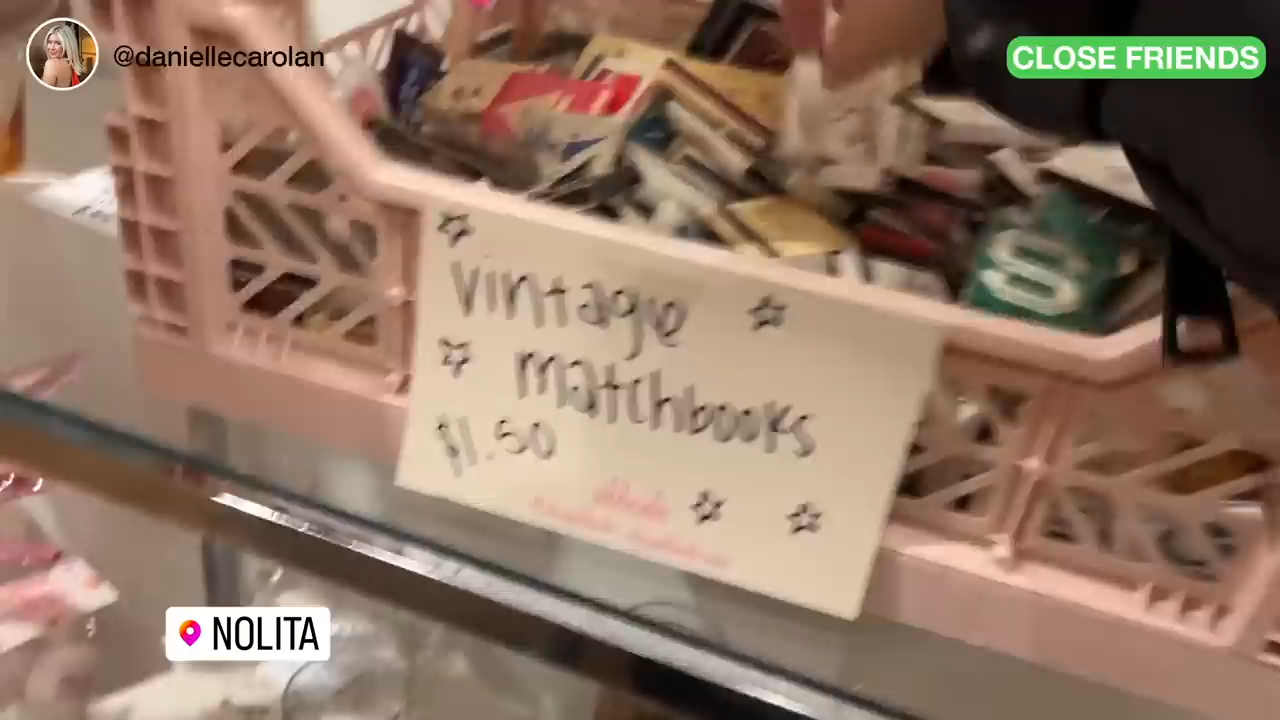 @daniellecarolan
CLOSE FRIENDS
vintage
matchbooks
$1.50
NOLITA